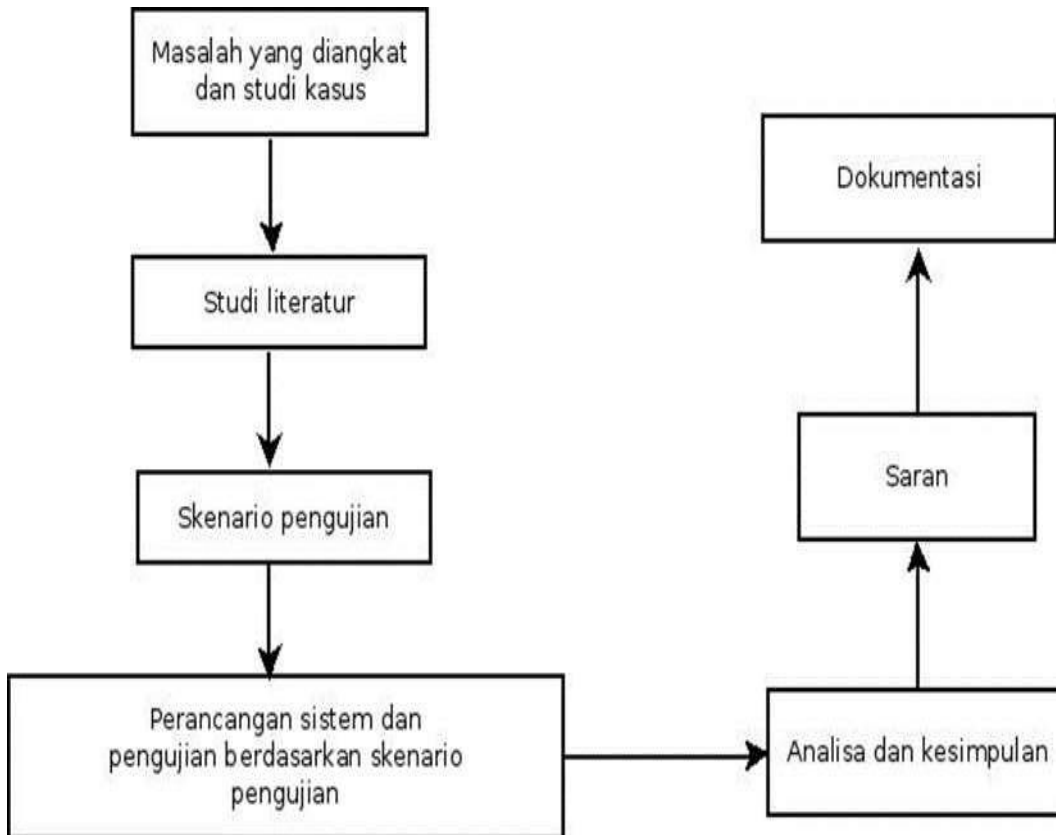 Masalah yang diangkat
dan studi kasus
Studi literatur
Skenario pengujian
Perancangan sistem dan
pengujian berdasarkan skenario
pengujian
Analisa dan kesimpulan
Saran
Dokumentasi